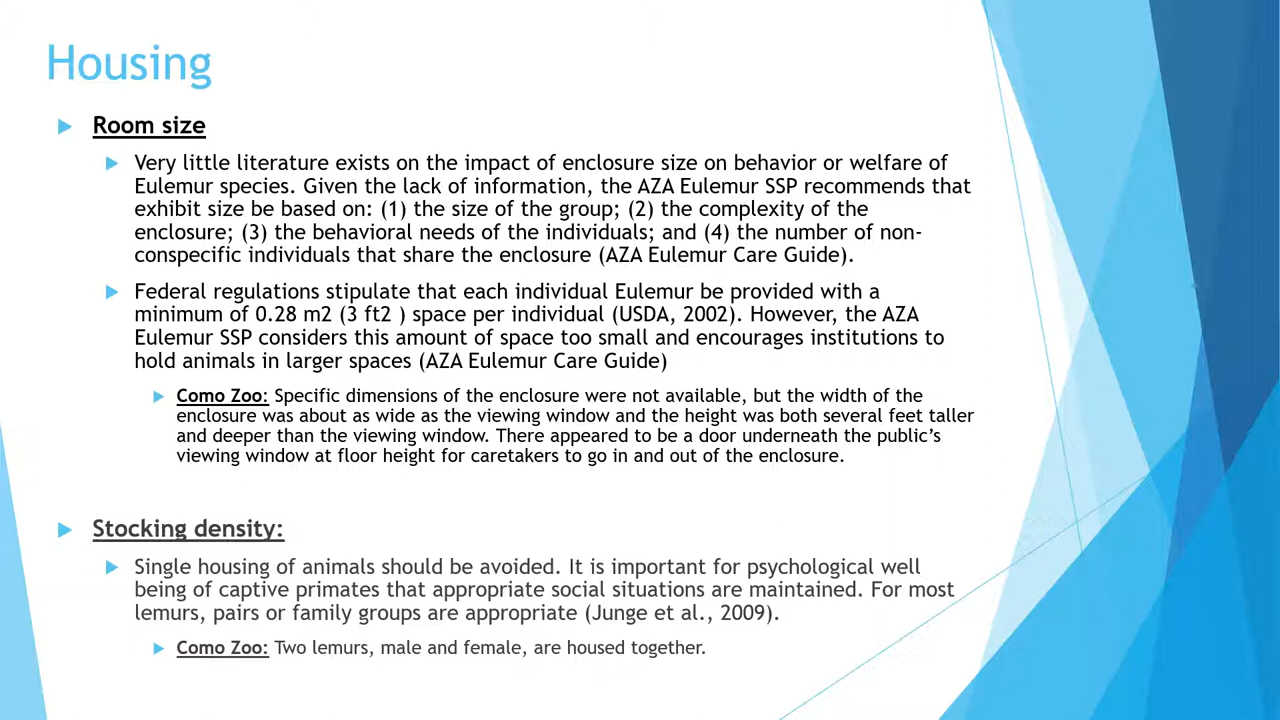 Housing
Room size
Very little literature exists on the impact of enclosure size on behavior or welfare of
Eulemur species. Given the lack of information, the AZA Eulemur SSP recommends that
exhibit size be based on: (1) the size of the group; (2) the complexity of the
enclosure; (3) the behavioral needs of the individuals; and (4) the number of non-
conspecific individuals that share the enclosure (AZA Eulemur Care Guide).
Federal regulations stipulate that each individual Eulemur be provided with a
minimum of 0.28 m2 (3 ft2 ) space per individual (USDA, 2002). However, the AZA
Eulemur SSP considers this amount of space too small and encourages institutions to
hold animals in larger spaces (AZA Eulemur Care Guide)
Como Zoo: Specific dimensions of the enclosure were not available, but the width of the
enclosure was about as wide as the viewing window and the height was both several feet taller
and deeper than the viewing window. There appeared to be a door underneath the public’s
viewing window at floor height for caretakers to go in and out of the enclosure.
Stocking density:
Single housing of animals should be avoided. It is important for psychological well
being of captive primates that appropriate social situations are maintained. For most
lemurs, pairs or family groups are appropriate (Junge et al., 2009).
Como Zoo: Two lemurs, male and female, are housed together.